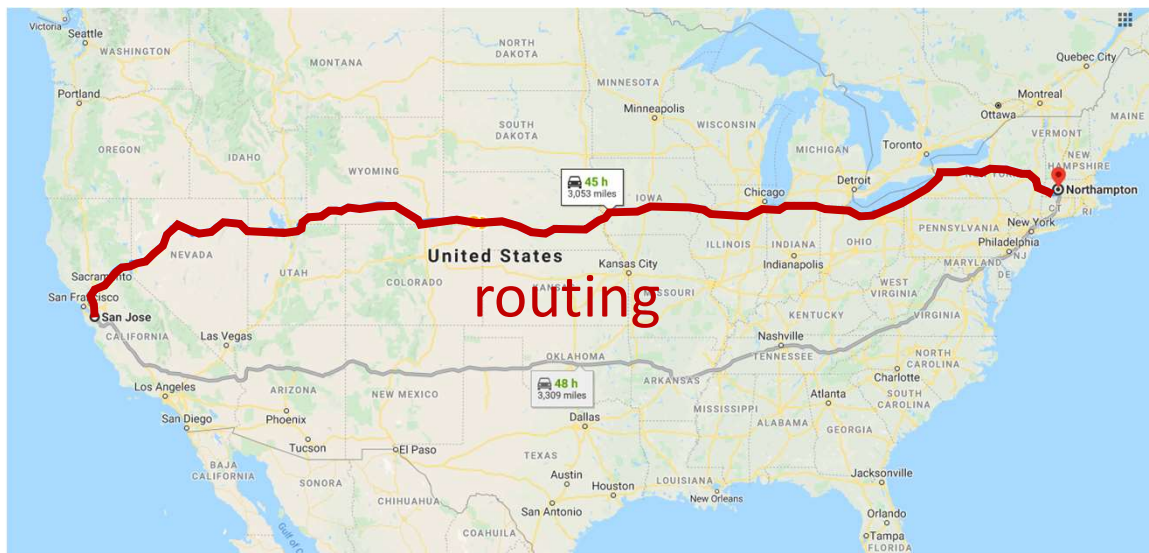 Victoria
Seattle
WASHINGTON
Portland
OREGON
IDAHO
MONTANA
NORTH
DAKOTA
SOUTH
DAKOTA
WYOMING
MINNESOTA
Minneapolis
WISCONSIN
MICHIGAN
Ottawa
Montreal
Quebec City
MAINE
VERMONT
NEW
HAMPSHIRE
Toronto
Detroit
Chicago
45 h
3,053 miles
IOWA
Northampton
CT
RI
New York
PENNSYLVANIA
Philadelphia
NJ
MARYLAND
DE
OHIO
INDIANA
Indianapolis
ILLINOIS
WEST
VIRGINIA
VIRGINIA
KENTUCKY
NEVADA
UTAH
COLORADO
United States
Kansas City
MISSOURI
routing
Sacramento
San Francisco
San Jose
CALIFORNIA
Las Vegas
Los Angeles
San Diego
ARIZONA
Phoenix
Tucson
NEW MEXICO
El Paso
OKLAHOMA
48 h
3,309 miles
ARKANSAS
Nashville
TENNESSEE
NORTH
CAROLINA
Charlotte
SOUTH
CAROLINA
Atlanta
MISSISSIPPI
ALABAMA
GEORGIA
Dallas
TEXAS
Austin
Houston
San Antonio
LOUISIANA
New Orleans
Jacksonville
Orlando
Tampa
FLORIDA
BAJA
CALIFORNIA
SONORA
CHIHUAHUA
COAHUILA